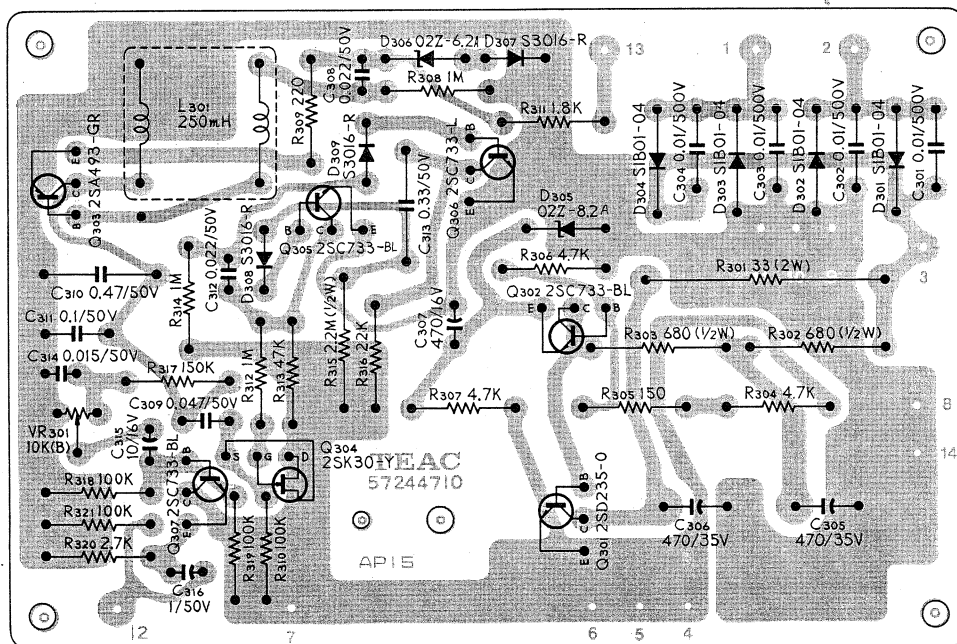 D306 02Z-6.2A
D307 S3016-R
13
1
2
C308 0.022/50V
R308 1M
R309 220
L301
250mH
R311 1.8K
D309 S3016-R
Q303 2SA493-GR
E
C
B
C313 0.33/50V
Q306 2SC733-L
B
C
E
D304 S1B01-04
C304 0.01/500V
D303 S1B01-04
C303 0.01/500V
D302 S1B01-04
C302 0.01/500V
D301 S1B01-04
C301 0.01/500V
D305
02Z-8.2A
B
C
E
Q305 2SC733-BL
R314 1M
C312 0.022/50V
D308 S3016-R
R306 4.7K
R301 33 (2W)
3
C310 0.47/50V
Q302 2SC733-BL
E
C
B
C311 0.1/50V
R315 2.2M(1/2W)
R316 22K
C307
470/16V
R303 680 (1/2W)
R302 680 (1/2W)
C314 0.015/50V
R317 150K
R312 1M
R313 47K
C309 0.047/50V
R307 4.7K
R305 150
R304 4.7K
8
VR301
10K(B)
C315
10/16V
Q307 2SC733-BL
B
C
E
S
G
D
Q304
2SK30TY
TEAC
57244710
14
R318 100K
R321 100K
R320 2.7K
R319 100K
R310 100K
Q301 2SD235-O
B
C
E
C306
470/35V
C305
470/35V
AP15
C316
1/50V
12
7
6
5
4